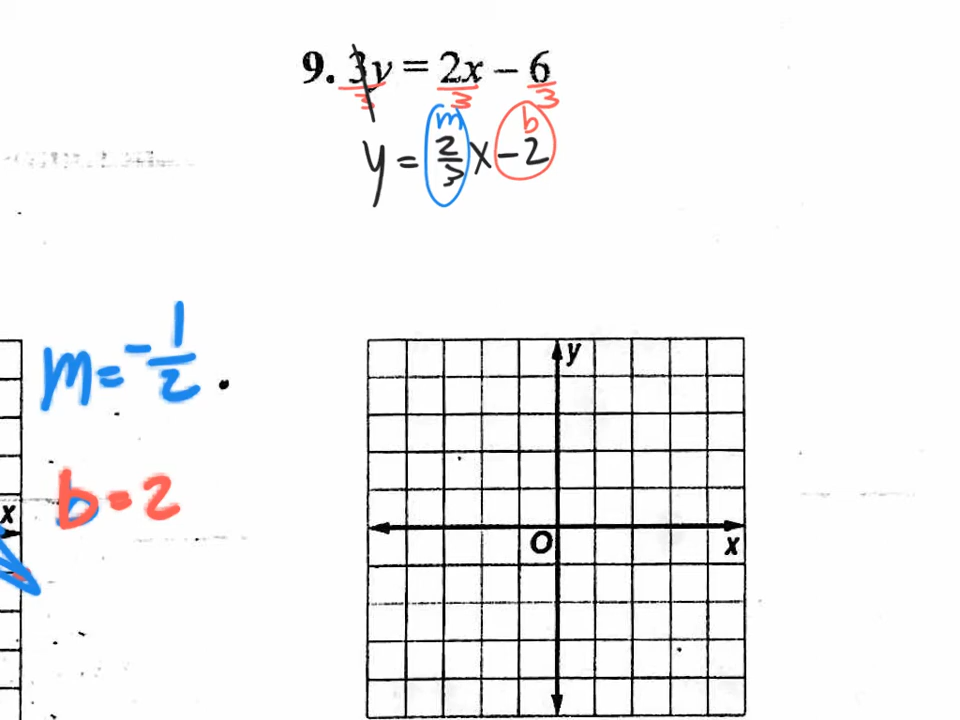 9. 3y = 2x - 6
3 3 3
m b
y = 2/3 x - 2
m = - 1/2 .
b = 2
y
x
O
x